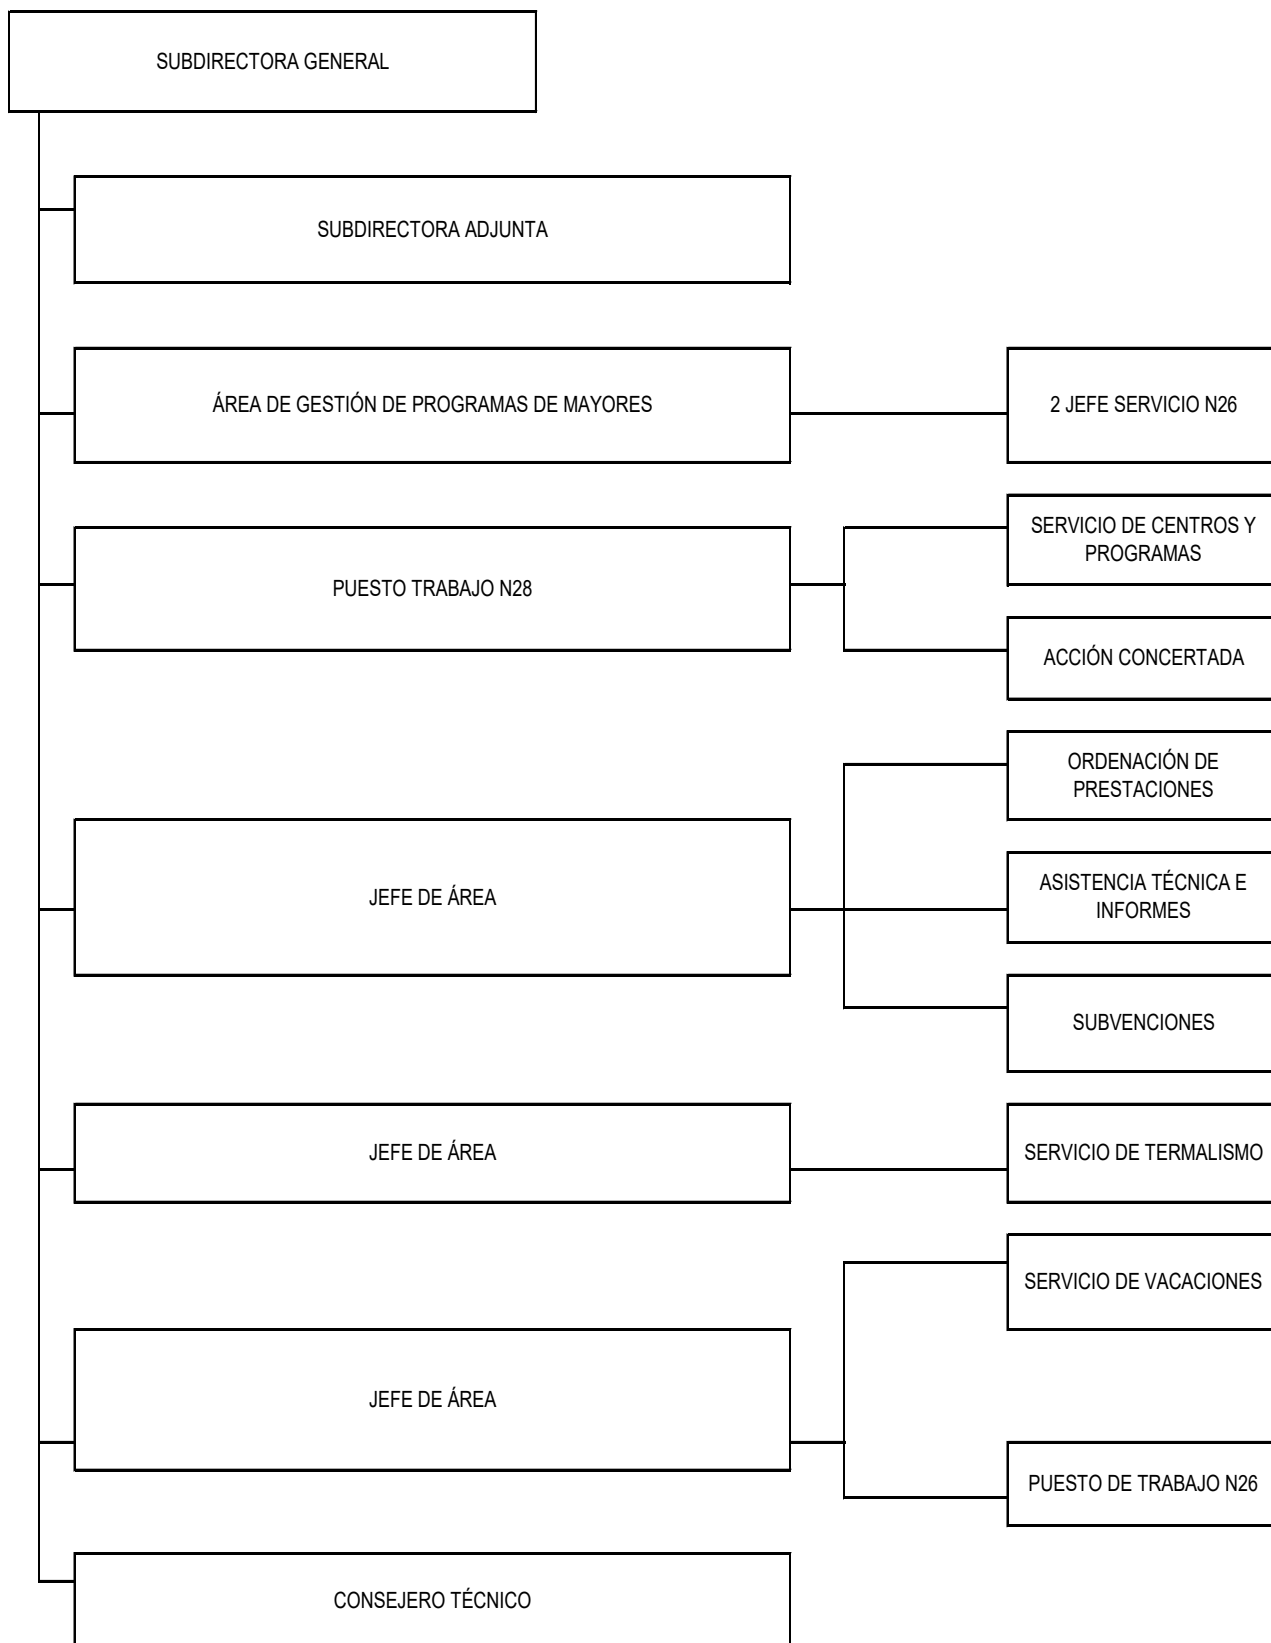 SUBDIRECTORA GENERAL
SUBDIRECTORA ADJUNTA
ÁREA DE GESTIÓN DE PROGRAMAS DE MAYORES
2 JEFE SERVICIO N26
PUESTO TRABAJO N28
SERVICIO DE CENTROS Y
PROGRAMAS
ACCIÓN CONCERTADA
JEFE DE ÁREA
ORDENACIÓN DE
PRESTACIONES
ASISTENCIA TÉCNICA E
INFORMES
SUBVENCIONES
JEFE DE ÁREA
SERVICIO DE TERMALISMO
JEFE DE ÁREA
SERVICIO DE VACACIONES
PUESTO DE TRABAJO N26
CONSEJERO TÉCNICO